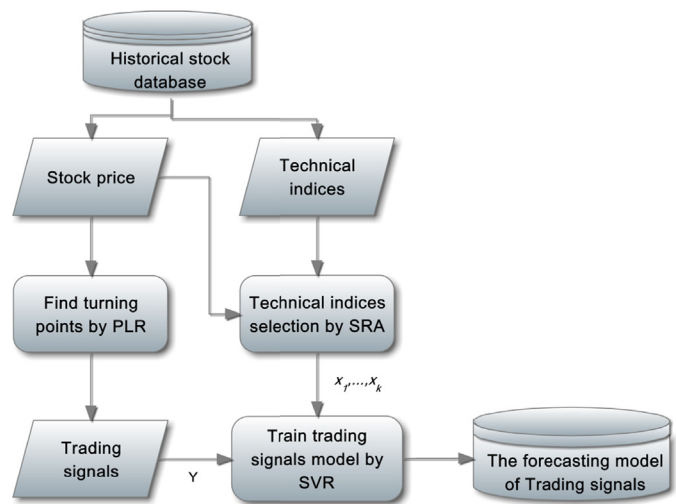 Historical stock
database
Stock price
Technical
indices
Find turning
points by PLR
Technical indices
selection by SRA
x₁,...,xₖ
Trading
signals
Y
Train trading
signals model by
SVR
The forecasting model
of Trading signals